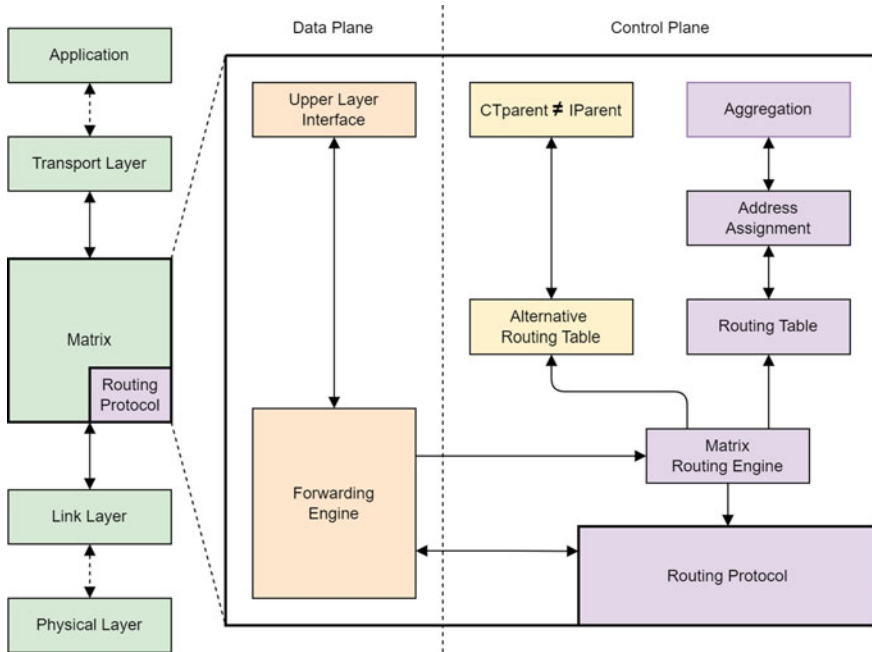 Data Plane
Control Plane
Application
Transport Layer
Matrix
Routing
Protocol
Link Layer
Physical Layer
Upper Layer
Interface
Forwarding
Engine
CTparent ≠ IParent
Alternative
Routing Table
Aggregation
Address
Assignment
Routing Table
Matrix
Routing Engine
Routing Protocol